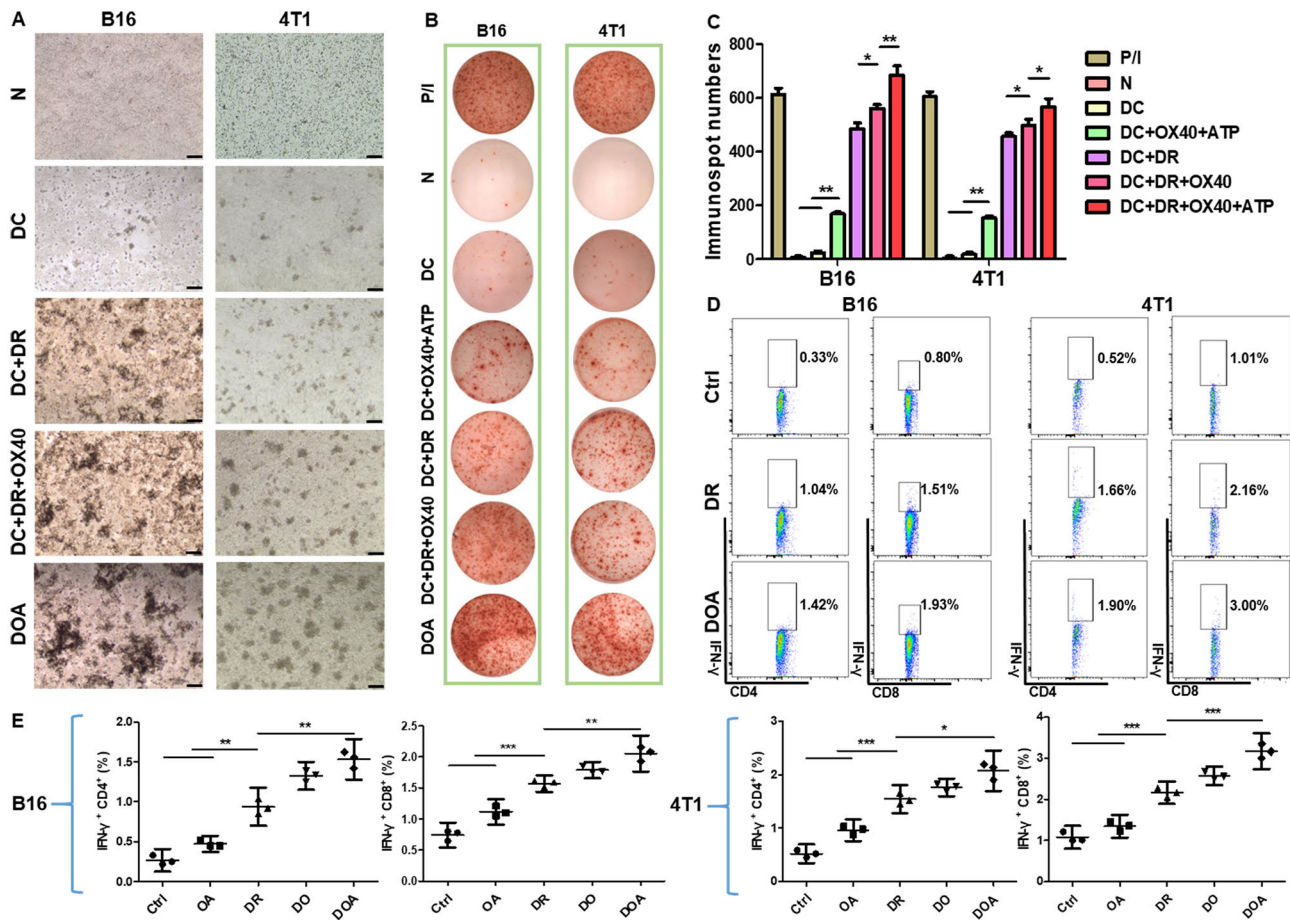 A
B16
4T1
N
DC
DC+DR
DC+DR+OX40
DOA
B
B16
4T1
P/I
N
DC
DC+OX40+ATP
DC+DR
DC+DR+OX40
DOA
C
Immunospot numbers
800
600
400
200
0
** ** * ** ** * *
B16 4T1
P/I
N
DC
DC+OX40+ATP
DC+DR
DC+DR+OX40
DC+DR+OX40+ATP
D
B16
4T1
Ctrl
0.33%
0.80%
0.52%
1.01%
DR
1.04%
1.51%
1.66%
2.16%
DOA
1.42%
1.93%
1.90%
3.00%
IFN-γ
IFN-γ
IFN-γ
IFN-γ
CD4
CD8
CD4
CD8
E
B16
IFN-γ + CD4+ (%)
2.0
1.5
1.0
0.5
0.0
**
**
Ctrl OA DR DO DOA
IFN-γ + CD8+ (%)
2.5
2.0
1.5
1.0
0.5
0.0
***
**
Ctrl OA DR DO DOA
4T1
IFN-γ + CD4+ (%)
3
2
1
0
***
*
Ctrl OA DR DO DOA
IFN-γ + CD8+ (%)
4
3
2
1
0
***
***
Ctrl OA DR DO DOA